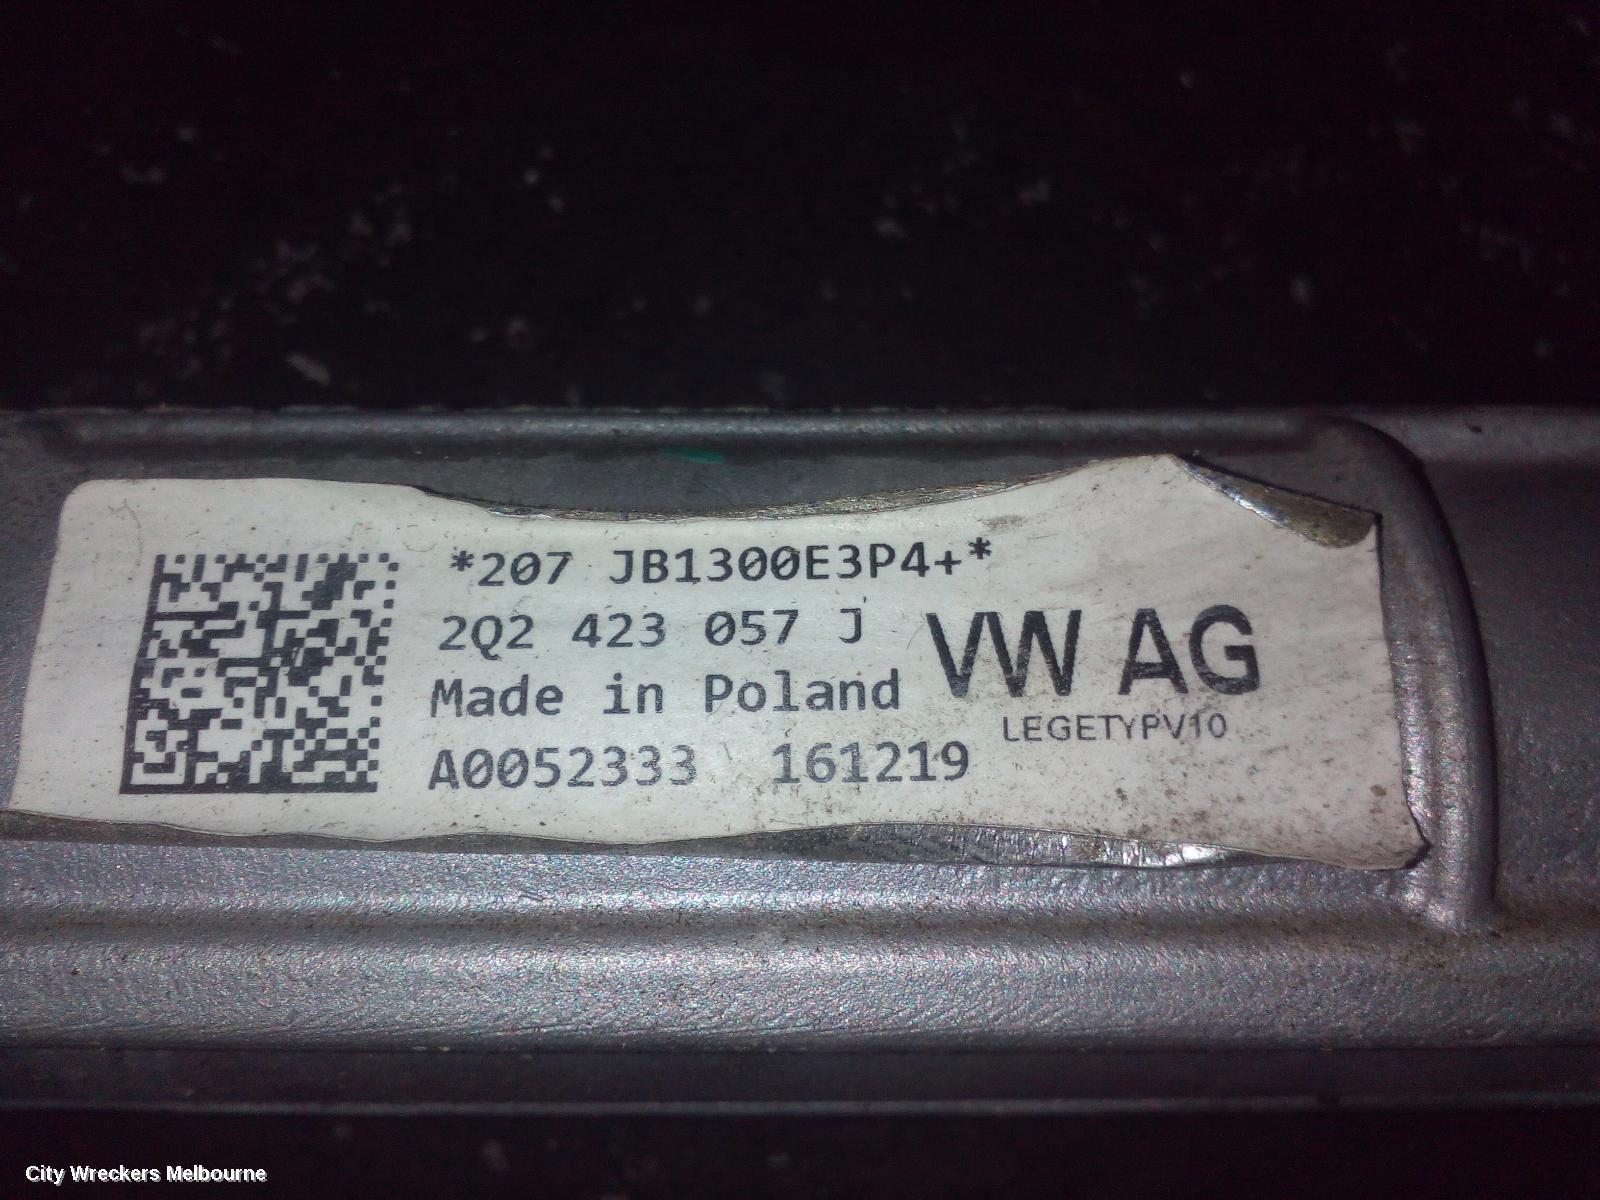 *207 JB1300E3P4+*
2Q2 423 057 J
Made in Poland
A0052333 161219
VW AG
LEGETYPV10
City Wreckers Melbourne